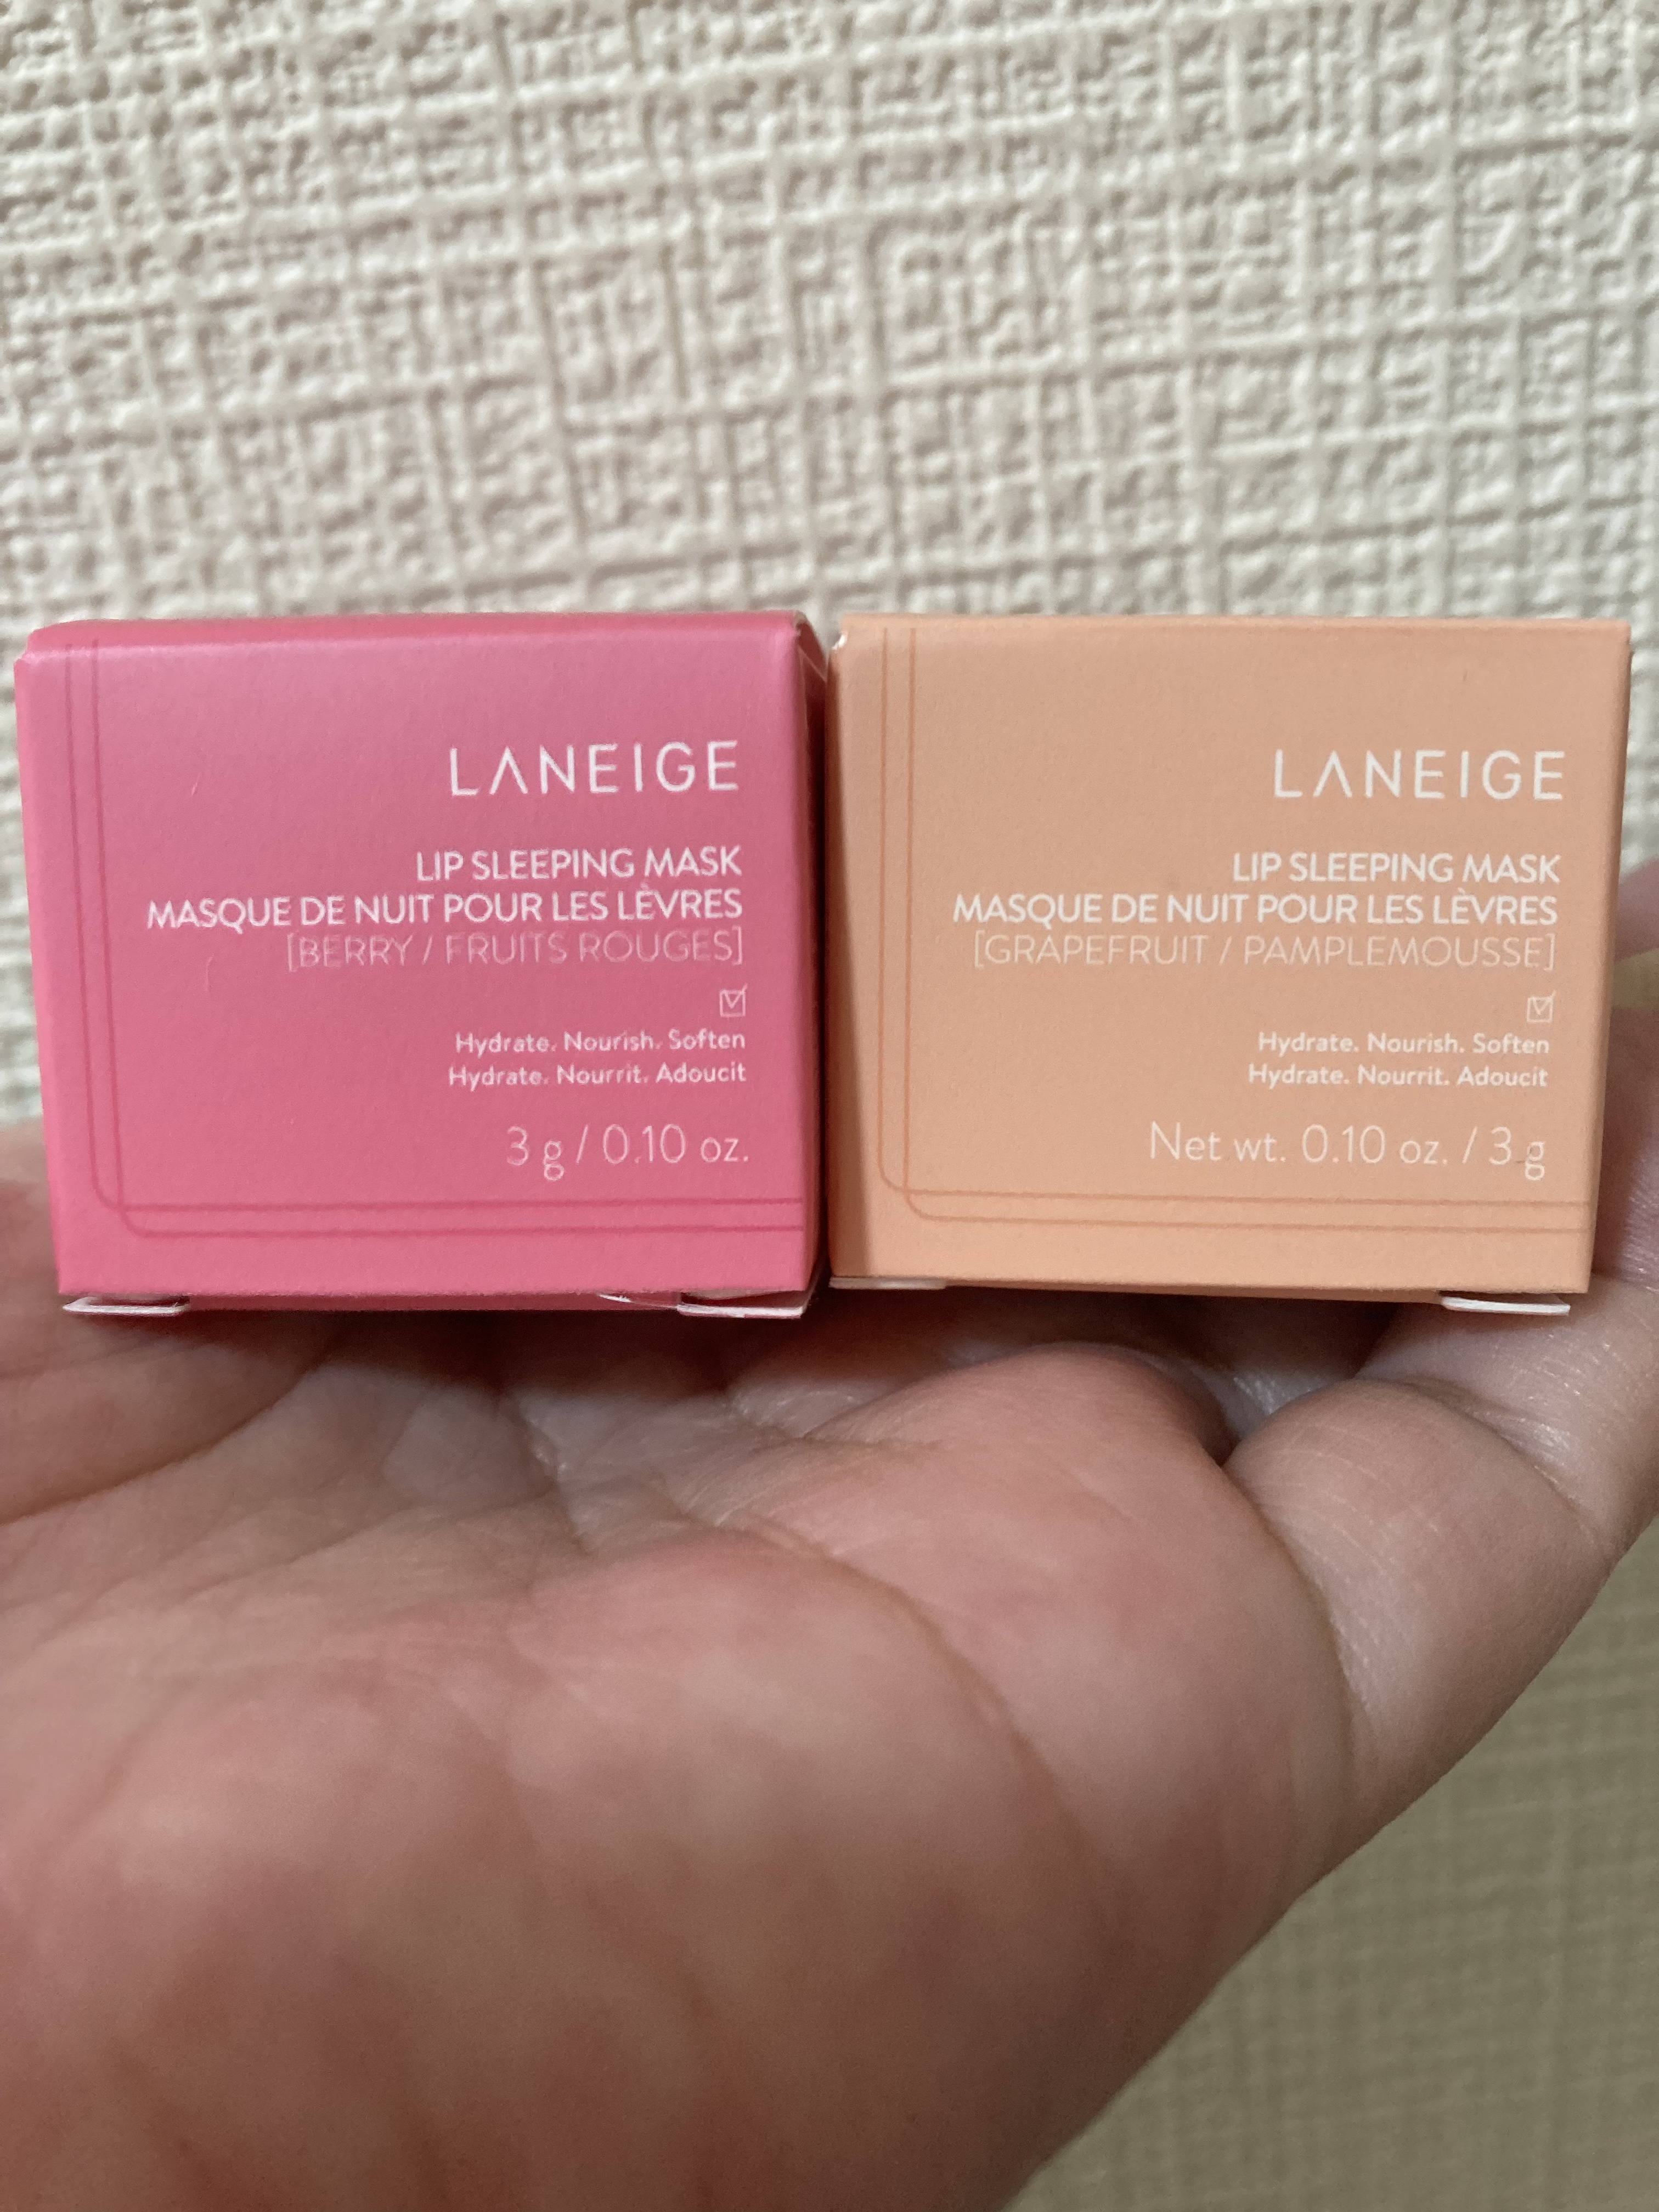 LANEIGE
LIP SLEEPING MASK
MASQUE DE NUIT POUR LES LÈVRES
[BERRY / FRUITS ROUGES]
Hydrate. Nourish. Soften
Hydrate. Nourrit. Adoucit
3 g / 0.10 oz.
LANEIGE
LIP SLEEPING MASK
MASQUE DE NUIT POUR LES LÈVRES
[GRAPEFRUIT / PAMPLEMOUSSE]
Hydrate. Nourish. Soften
Hydrate. Nourrit. Adoucit
Net wt. 0.10 oz. / 3 g